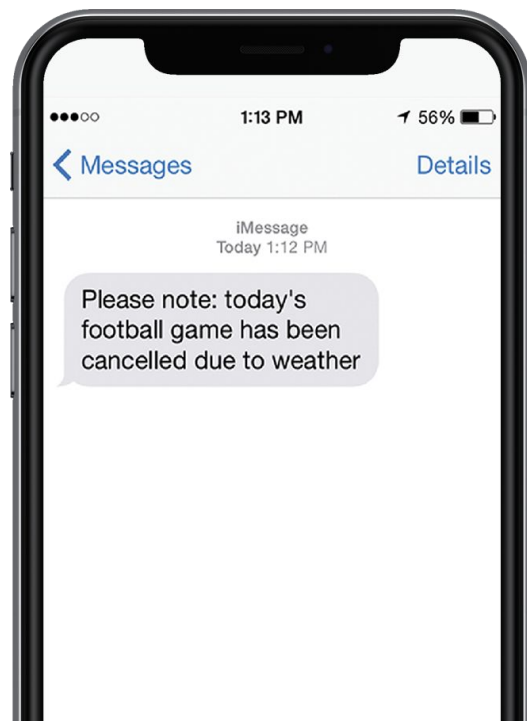 1:13 PM
56%
Messages
Details
iMessage
Today 1:12 PM
Please note: today's
football game has been
cancelled due to weather